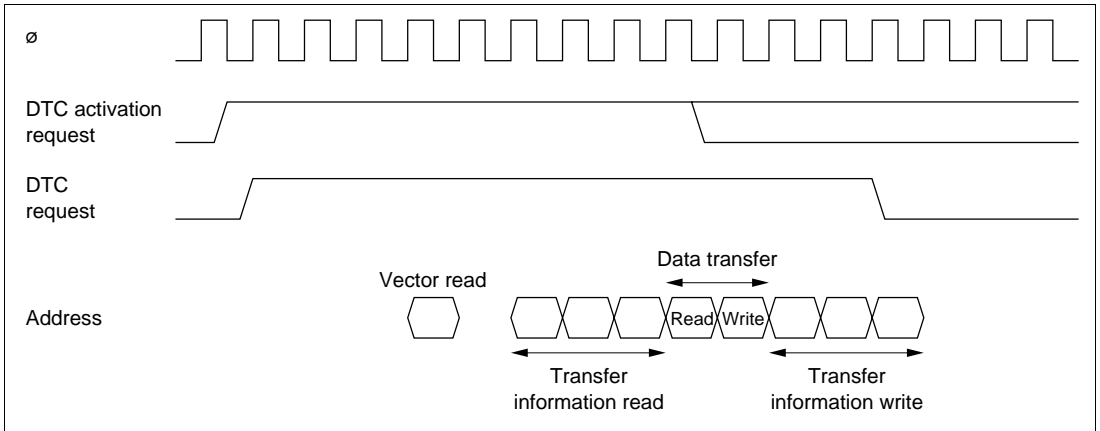 ø
DTC activation
request
DTC
request
Data transfer
Vector read
Address
Read Write
Transfer
information read
Transfer
information write